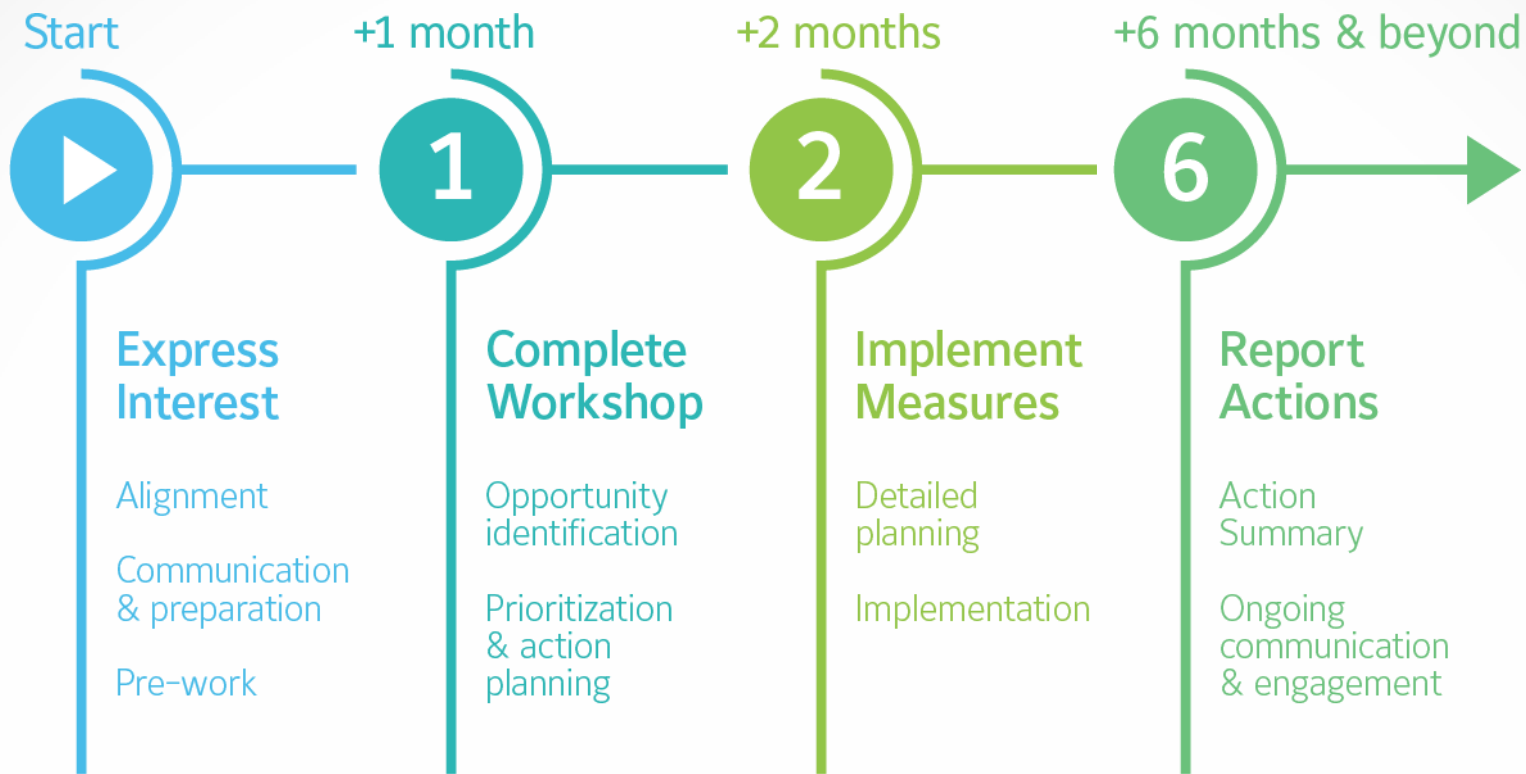 Start
+1 month
+2 months
+6 months & beyond
1
2
6
Express
Interest
Alignment
Communication
& preparation
Pre-work
Complete
Workshop
Opportunity
identification
Prioritization
& action
planning
Implement
Measures
Detailed
planning
Implementation
Report
Actions
Action
Summary
Ongoing
communication
& engagement